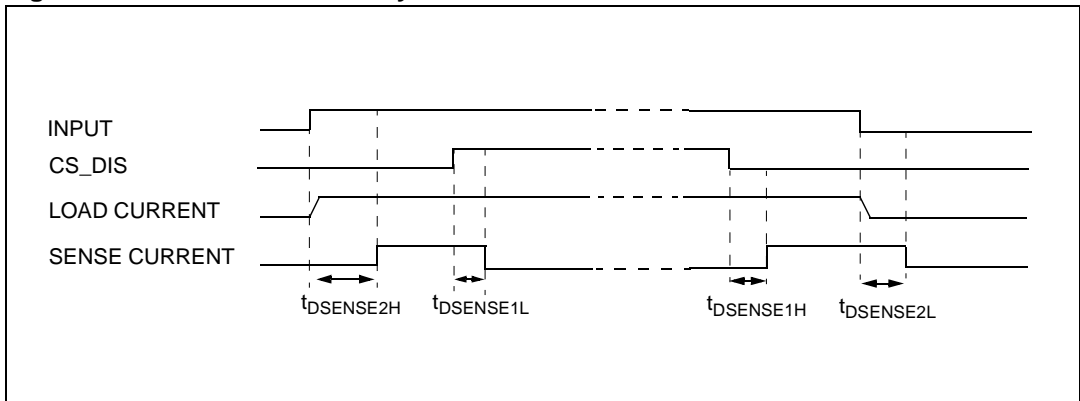 INPUT
CS_DIS
LOAD CURRENT
SENSE CURRENT
tDSENSE2H tDSENSE1L tDSENSE1H tDSENSE2L